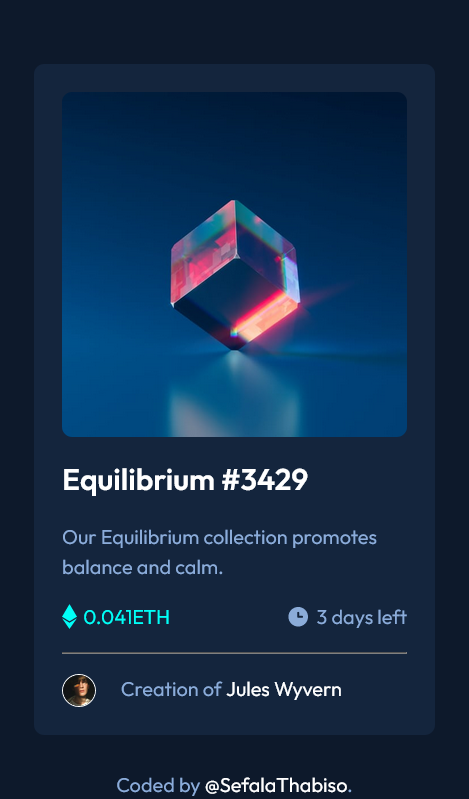 Equilibrium #3429
Our Equilibrium collection promotes
balance and calm.
0.041ETH 3 days left
Creation of Jules Wyvern
Coded by @SefalaThabiso.